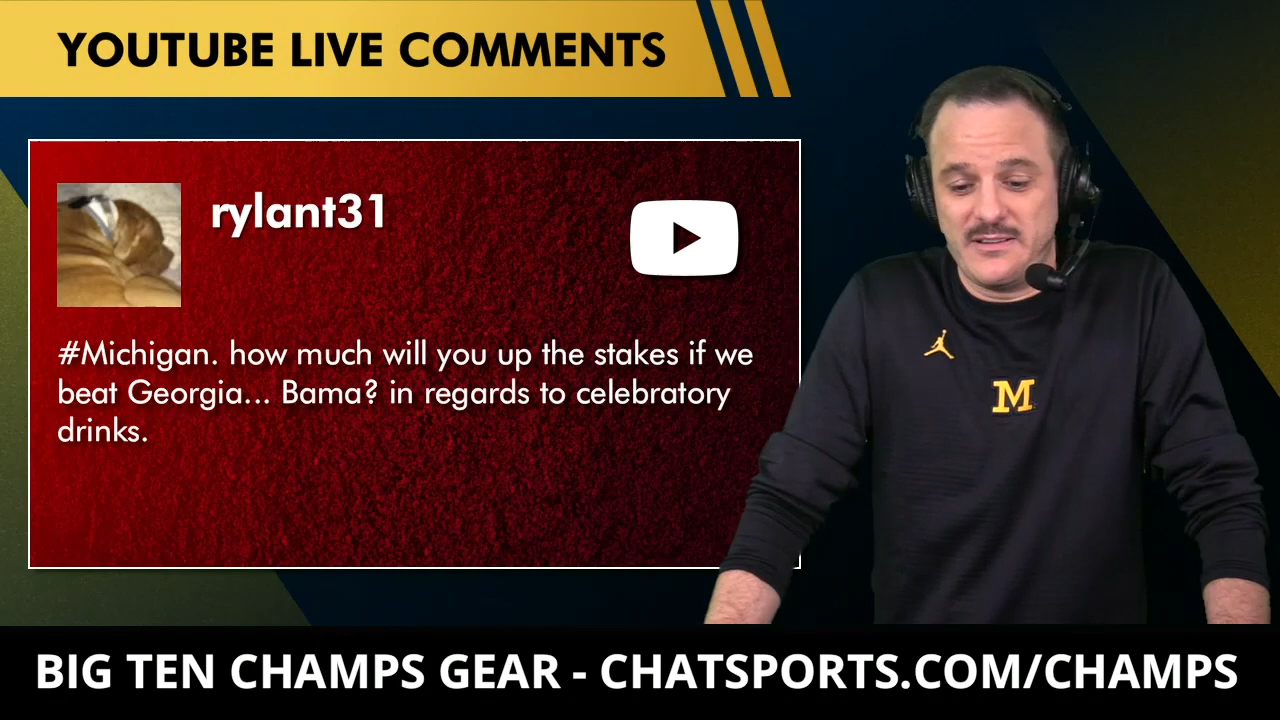 YOUTUBE LIVE COMMENTS
rylant31
#Michigan. how much will you up the stakes if we
beat Georgia... Bama? in regards to celebratory
drinks.
M
BIG TEN CHAMPS GEAR - CHATSPORTS.COM/CHAMPS